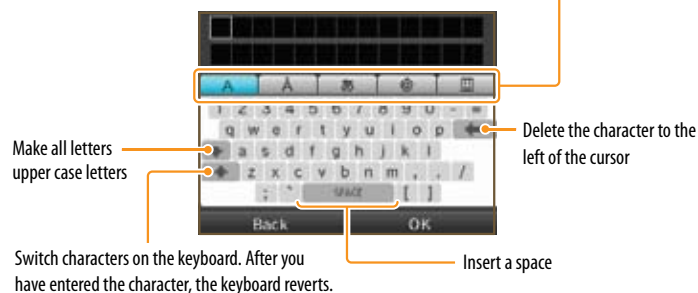 A Á あ @
1 2 3 4 5 6 7 8 9 0 - =
q w e r t y u i o p
Delete the character to the
left of the cursor
Make all letters
upper case letters
a s d f g h j k l
z x c v b n m , . /
; ' SPACE [ ]
Back OK
Switch characters on the keyboard. After you
have entered the character, the keyboard reverts.
Insert a space